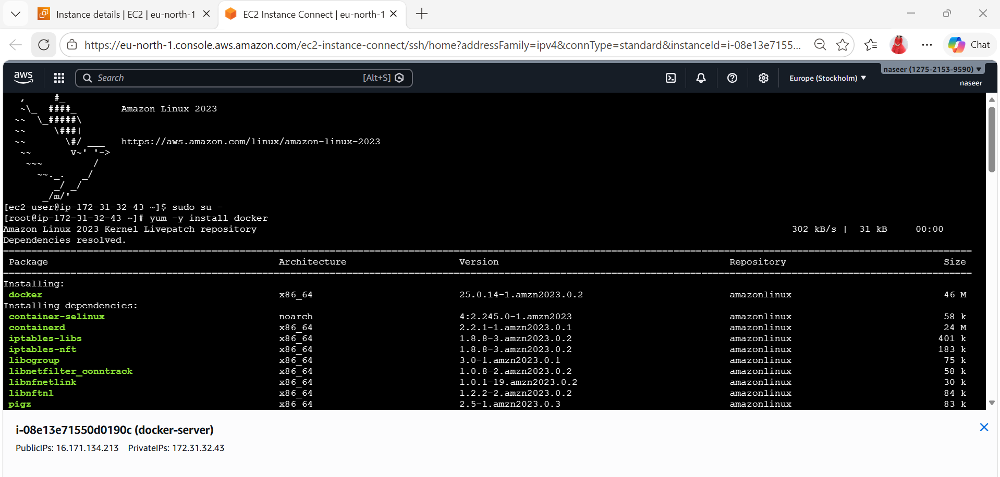 Instance details | EC2 | eu-north-1
EC2 Instance Connect | eu-north-1
https://eu-north-1.console.aws.amazon.com/ec2-instance-connect/ssh/home?addressFamily=ipv4&connType=standard&instanceId=i-08e13e7155...
Chat
aws
Search [Alt+S]
Europe (Stockholm) ▼
naseer (1275-2153-9590) ▼
naseer
   ,     #_
   ~\_  ####_        Amazon Linux 2023
  ~~  \_#####\
  ~~     \###|
  ~~       \#/ ___   https://aws.amazon.com/linux/amazon-linux-2023
   ~~       V~' '->
    ~~~         /
      ~~._.   _/
         _/ _/
       _/m/'
[ec2-user@ip-172-31-32-43 ~]$ sudo su -
[root@ip-172-31-32-43 ~]# yum -y install docker
Amazon Linux 2023 Kernel Livepatch repository 302 kB/s | 31 kB 00:00
Dependencies resolved.
Package Architecture Version Repository Size
Installing:
docker x86_64 25.0.14-1.amzn2023.0.2 amazonlinux 46 M
Installing dependencies:
container-selinux noarch 4:2.245.0-1.amzn2023 amazonlinux 58 k
containerd x86_64 2.2.1-1.amzn2023.0.1 amazonlinux 24 M
iptables-libs x86_64 1.8.8-3.amzn2023.0.2 amazonlinux 401 k
iptables-nft x86_64 1.8.8-3.amzn2023.0.2 amazonlinux 183 k
libcgroup x86_64 3.0-1.amzn2023.0.1 amazonlinux 75 k
libnetfilter_conntrack x86_64 1.0.8-2.amzn2023.0.2 amazonlinux 58 k
libnfnetlink x86_64 1.0.1-19.amzn2023.0.2 amazonlinux 30 k
libnftnl x86_64 1.2.2-2.amzn2023.0.2 amazonlinux 84 k
pigz x86_64 2.5-1.amzn2023.0.3 amazonlinux 83 k
i-08e13e71550d0190c (docker-server)
PublicIPs: 16.171.134.213 PrivateIPs: 172.31.32.43